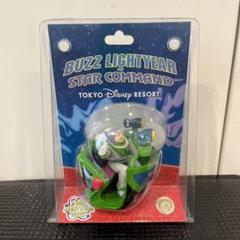 BUZZ LIGHTYEAR
STAR COMMAND
TOKYO Disney RESORT